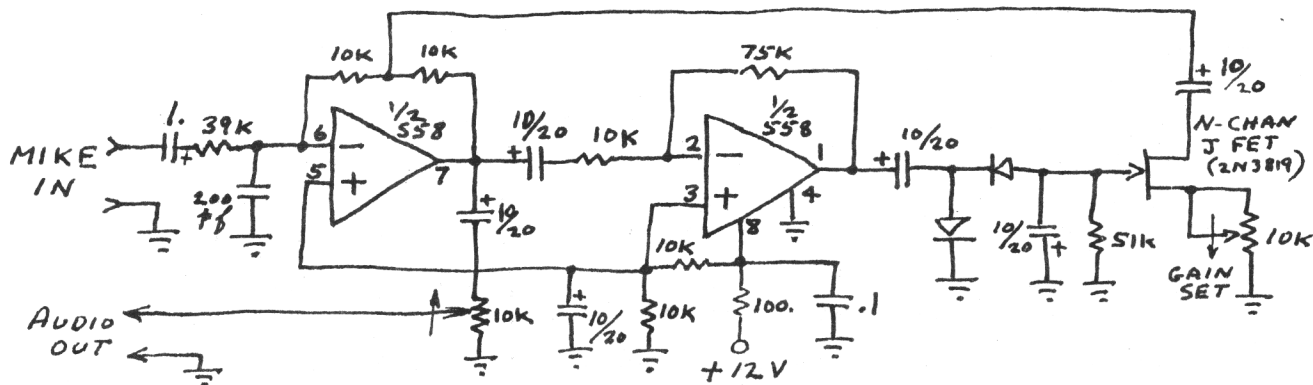 10K
10K
75K
+ 10/20
1/2
558
1/2
558
1.
39K
+
10/20
+
10K
10/20
+
N-CHAN
J FET
(2N3819)
MIKE
IN
6
-
5
+
7
2
-
3
+
1
4
8
200
pf
+
10/20
10K
10/20
+
51K
10K
GAIN
SET
AUDIO
OUT
10K
+
10/20
10K
100.
.1
+12V